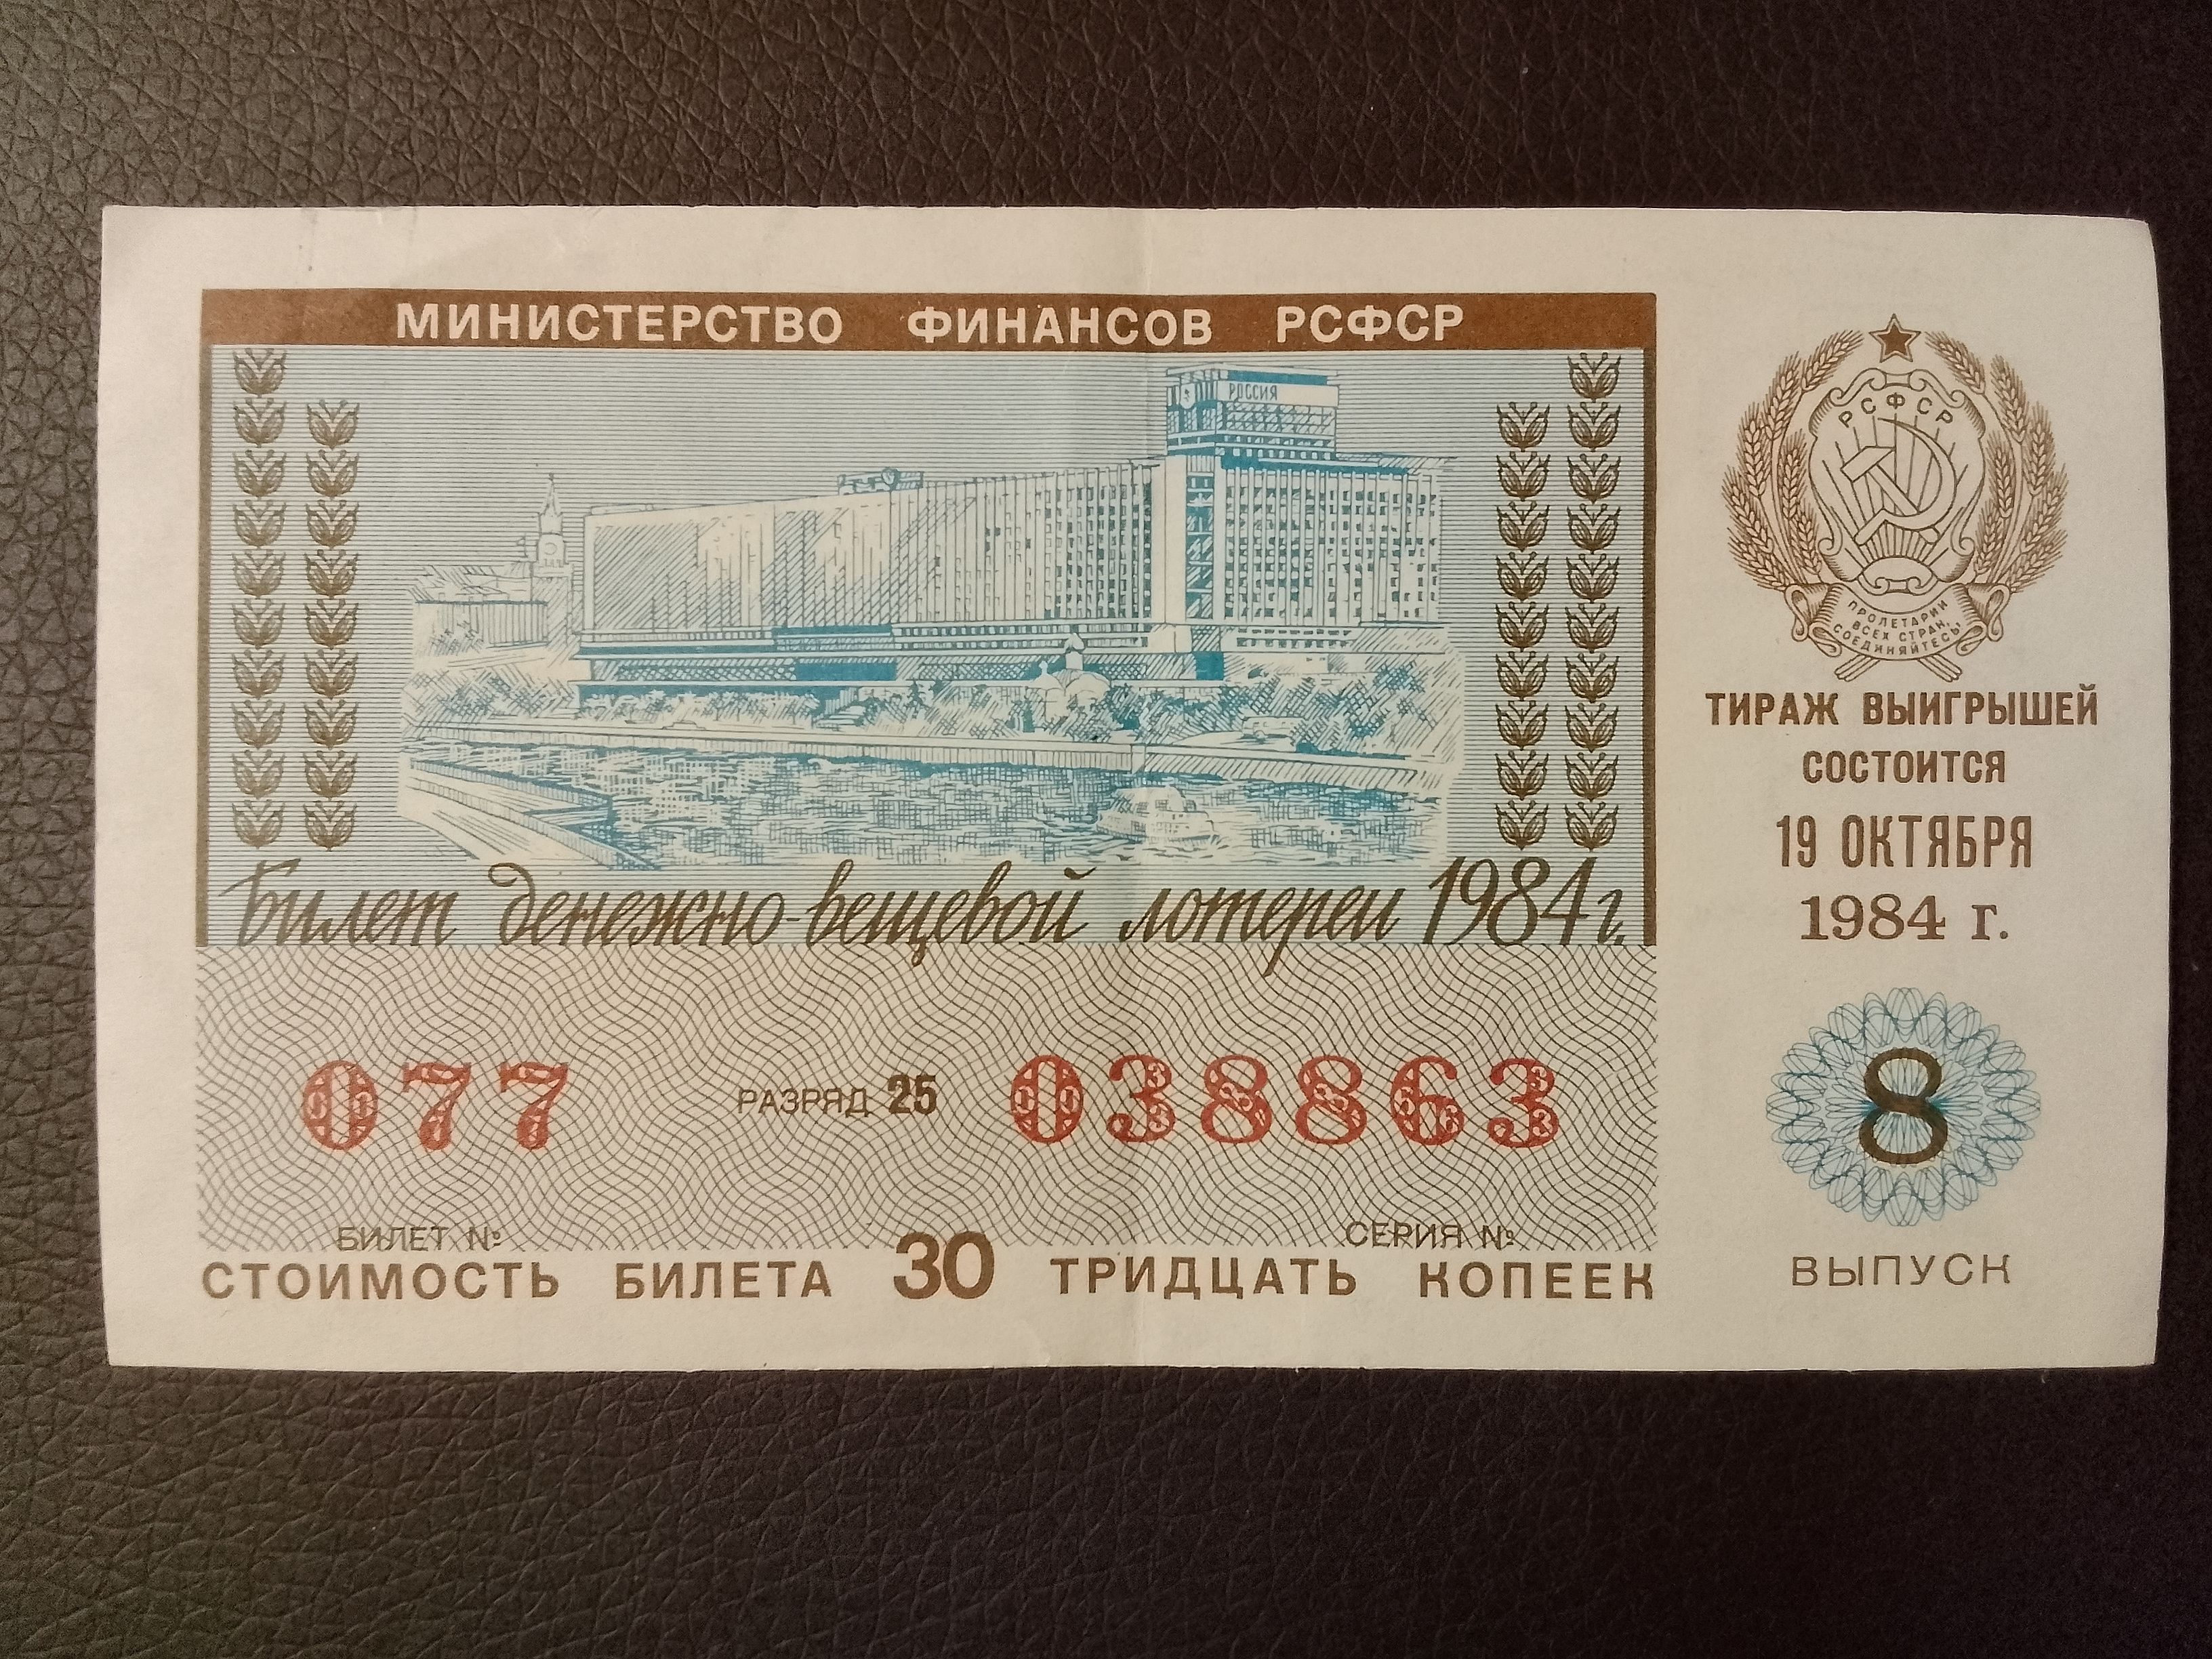 МИНИСТЕРСТВО ФИНАНСОВ РСФСР
РОССИЯ
Билет денежно-вещевой лотереи 1984 г.
077 РАЗРЯД 25 038863
БИЛЕТ № СЕРИЯ №
СТОИМОСТЬ БИЛЕТА 30 ТРИДЦАТЬ КОПЕЕК
РСФСР
ПРОЛЕТАРИИ
ВСЕХ СТРАН,
СОЕДИНЯЙТЕСЬ!
ТИРАЖ ВЫИГРЫШЕЙ
СОСТОИТСЯ
19 ОКТЯБРЯ
1984 г.
8
ВЫПУСК